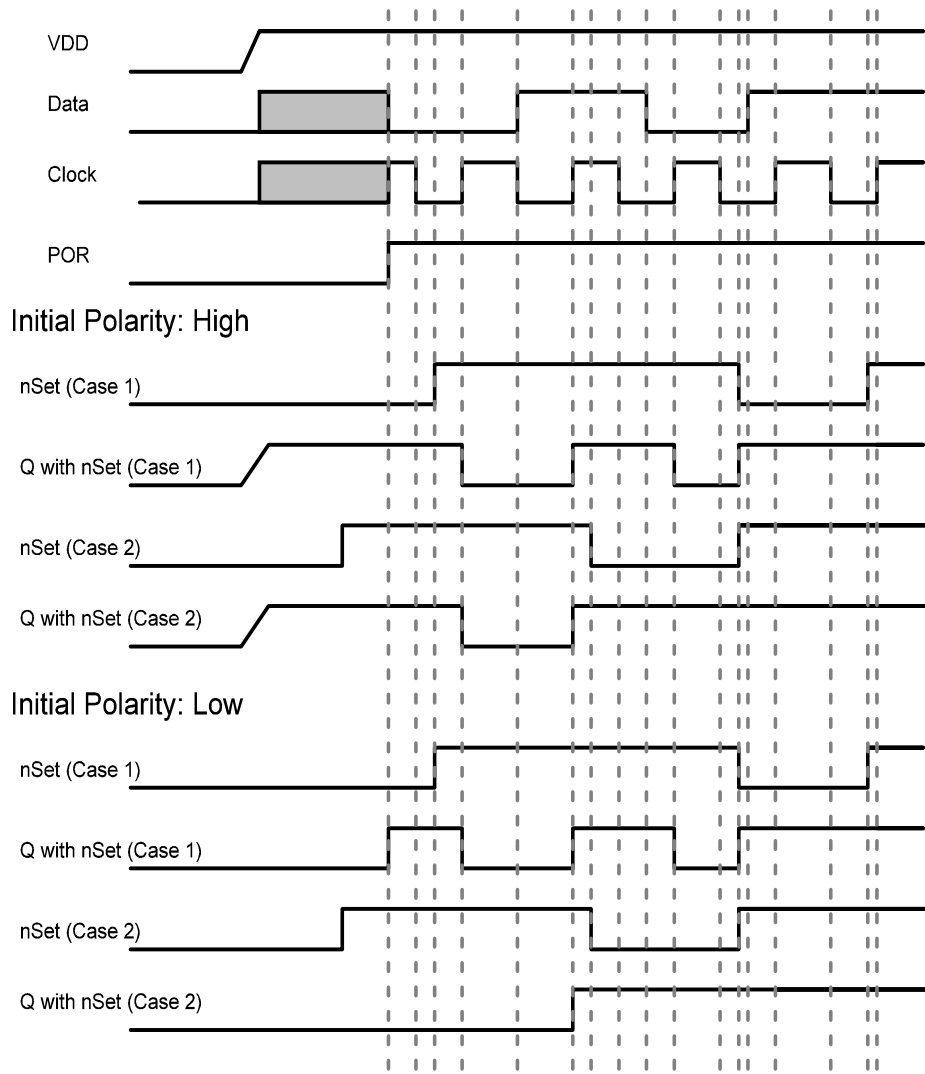 VDD
Data
Clock
POR
Initial Polarity: High
nSet (Case 1)
Q with nSet (Case 1)
nSet (Case 2)
Q with nSet (Case 2)
Initial Polarity: Low
nSet (Case 1)
Q with nSet (Case 1)
nSet (Case 2)
Q with nSet (Case 2)